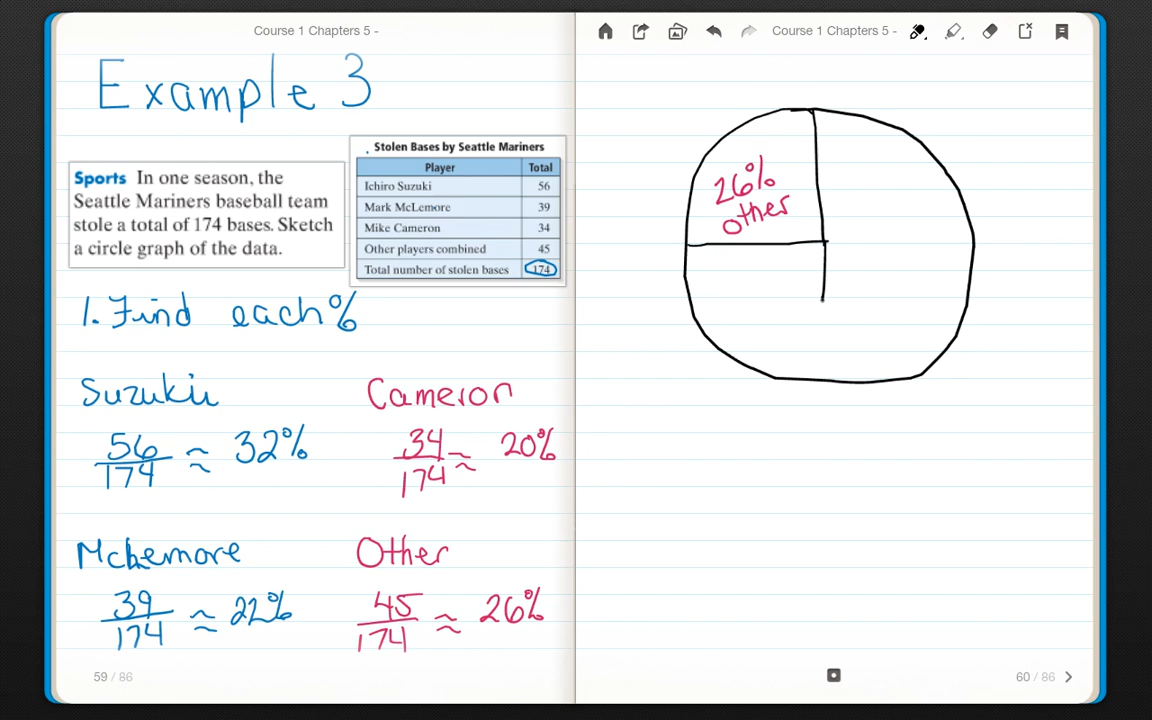 Course 1 Chapters 5 -
Example 3
Sports In one season, the
Seattle Mariners baseball team
stole a total of 174 bases. Sketch
a circle graph of the data.
Stolen Bases by Seattle Mariners
Player Total
Ichiro Suzuki 56
Mark McLemore 39
Mike Cameron 34
Other players combined 45
Total number of stolen bases 174
1. Find each %
Suzukii
56
174
≈ 32%
Cameron
34
174
≈ 20%
McLemore
39
174
≈ 22%
Other
45
174
≈ 26%
59 / 86
Course 1 Chapters 5 -
26%
other
60 / 86